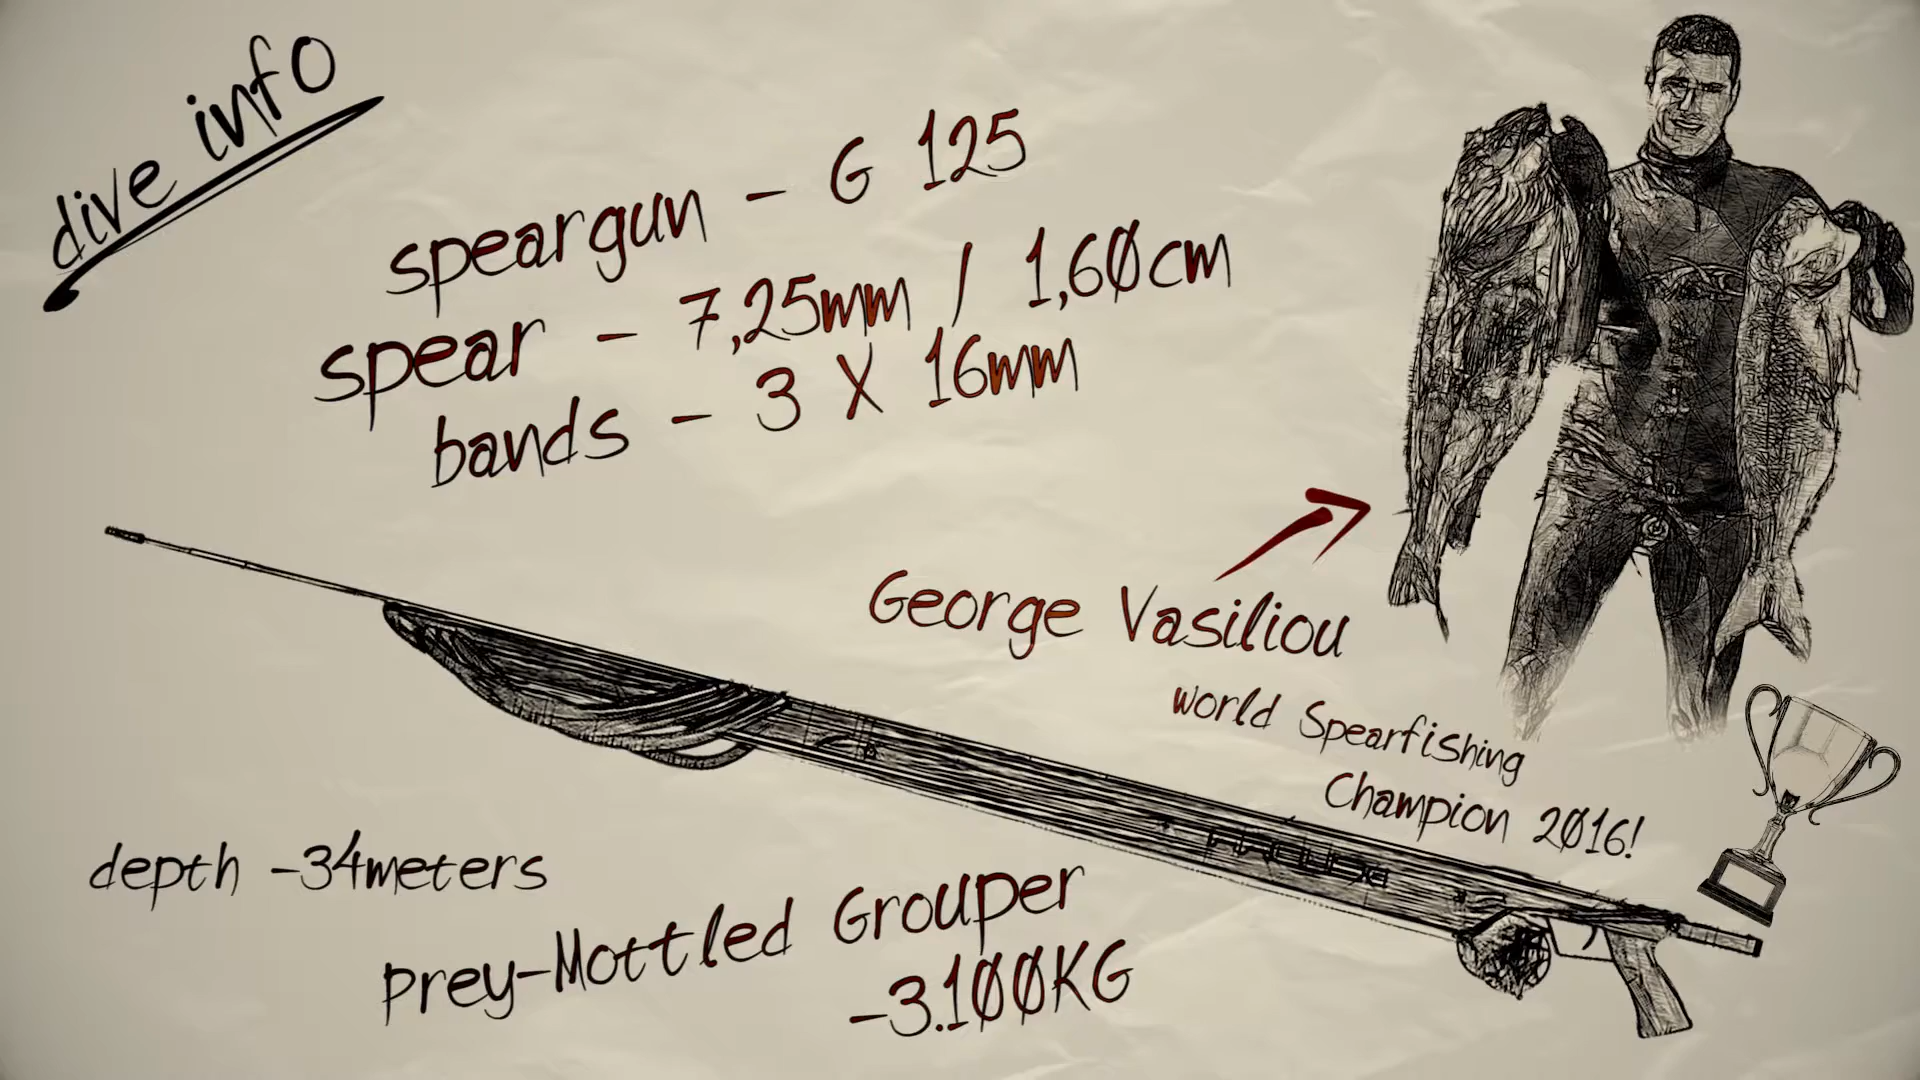 dive info
speargun - G 125
spear - 7,25mm / 1,60cm
bands - 3 X 16mm
George Vasiliou
world Spearfishing
Champion 2016!
depth -34meters
prey-Mottled Grouper
-3.100KG